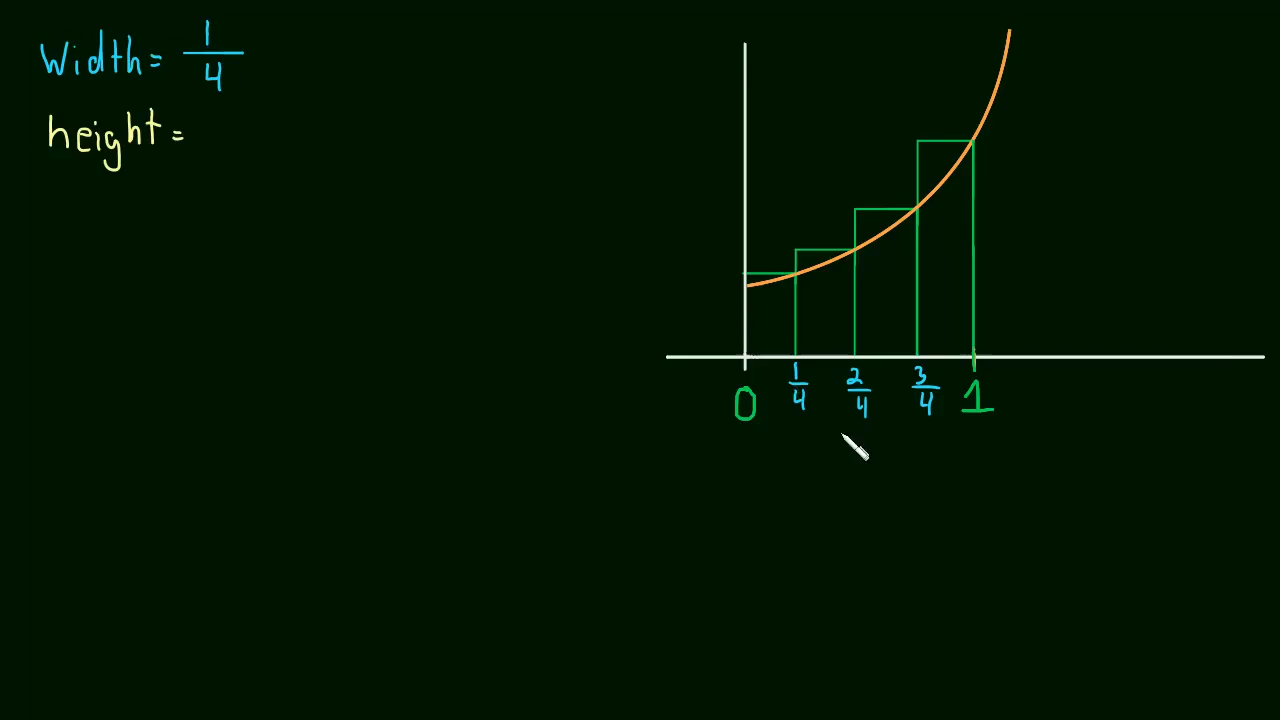 Width = 1/4
height =
0 1/4 2/4 3/4 1